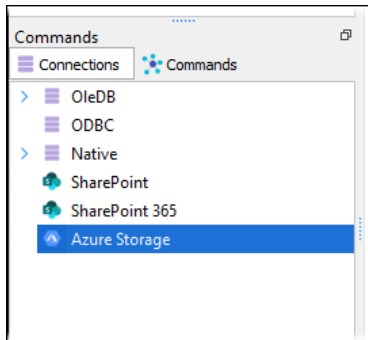 Commands
Connections Commands
OleDB
ODBC
Native
SharePoint
SharePoint 365
Azure Storage